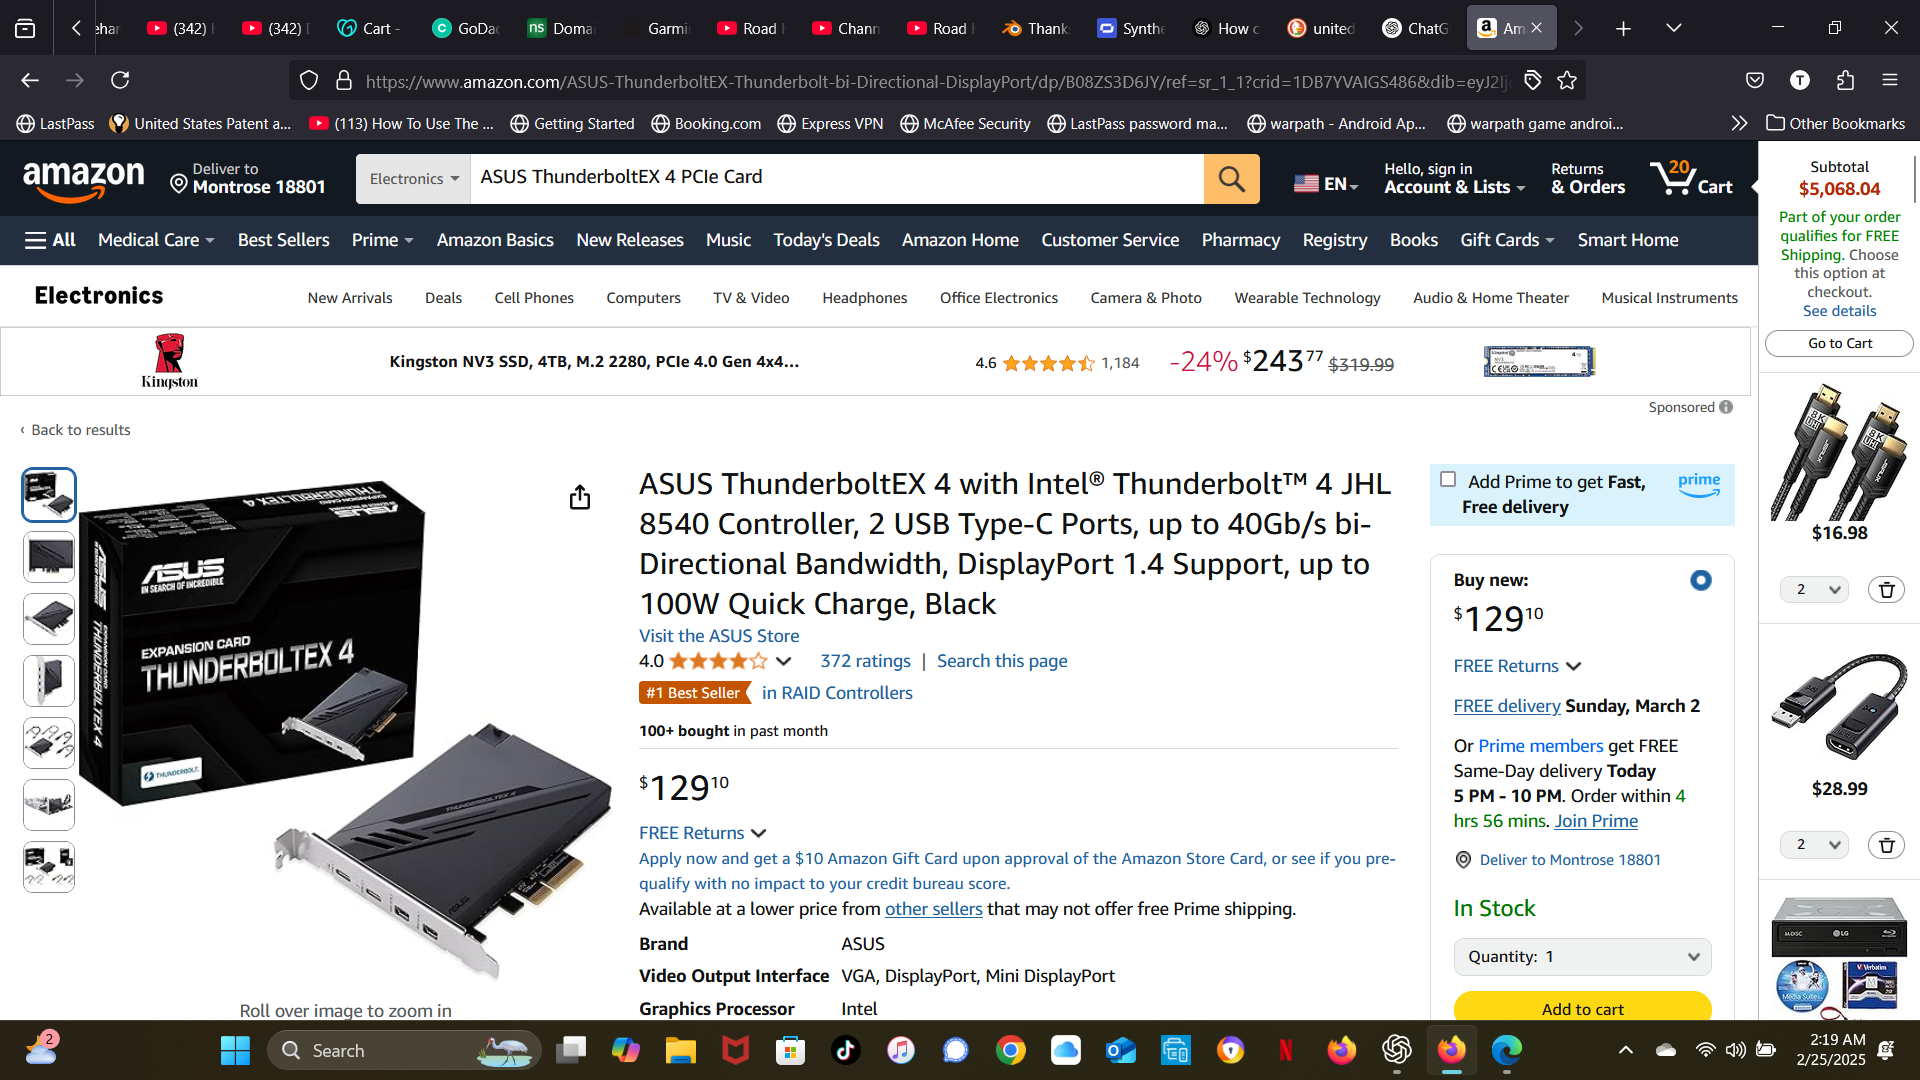 (342)
(342)
Cart -
GoDac
Domai
Garmi
Road
Chann
Road
Thank
Synthe
How c
united
ChatG
Am
https://www.amazon.com/ASUS-ThunderboltEX-Thunderbolt-bi-Directional-DisplayPort/dp/B08ZS3D6JY/ref=sr_1_1?crid=1DB7YVAIGS486&dib=eyJ2Ij
T
LastPass
United States Patent a...
(113) How To Use The ...
Getting Started
Booking.com
Express VPN
McAfee Security
LastPass password ma...
warpath - Android Ap...
warpath game androi...
Other Bookmarks
amazon
Deliver to
Montrose 18801
Electronics
ASUS ThunderboltEX 4 PCIe Card
EN
Hello, sign in
Account & Lists
Returns
& Orders
20
Cart
All
Medical Care
Best Sellers
Prime
Amazon Basics
New Releases
Music
Today's Deals
Amazon Home
Customer Service
Pharmacy
Registry
Books
Gift Cards
Smart Home
Electronics
New Arrivals
Deals
Cell Phones
Computers
TV & Video
Headphones
Office Electronics
Camera & Photo
Wearable Technology
Audio & Home Theater
Musical Instruments
Kingston
Kingston NV3 SSD, 4TB, M.2 2280, PCIe 4.0 Gen 4x4...
4.6
1,184
-24% $243 77 $319.99
Sponsored
‹ Back to results
ASUS
IN SEARCH OF INCREDIBLE
EXPANSION CARD
THUNDERBOLTEX 4
THUNDERBOLT
EXPANSION CARD
THUNDERBOLTEX 4
ASUS
THUNDERBOLTEX 4
ASUS
Roll over image to zoom in
ASUS ThunderboltEX 4 with Intel® Thunderbolt™ 4 JHL
8540 Controller, 2 USB Type-C Ports, up to 40Gb/s bi-
Directional Bandwidth, DisplayPort 1.4 Support, up to
100W Quick Charge, Black
Visit the ASUS Store
4.0
372 ratings | Search this page
#1 Best Seller in RAID Controllers
100+ bought in past month
$129 10
FREE Returns
Apply now and get a $10 Amazon Gift Card upon approval of the Amazon Store Card, or see if you pre-
qualify with no impact to your credit bureau score.
Available at a lower price from other sellers that may not offer free Prime shipping.
Brand ASUS
Video Output Interface VGA, DisplayPort, Mini DisplayPort
Graphics Processor Intel
Add Prime to get Fast,
Free delivery
prime
Buy new:
$129 10
FREE Returns
FREE delivery Sunday, March 2
Or Prime members get FREE
Same-Day delivery Today
5 PM - 10 PM. Order within 4
hrs 56 mins. Join Prime
Deliver to Montrose 18801
In Stock
Quantity: 1
Add to cart
Subtotal
$5,068.04
Part of your order
qualifies for FREE
Shipping. Choose
this option at
checkout.
See details
Go to Cart
8K
8K
$16.98
2
$28.99
2
M-DISC
LG
Verbatim
Media Suite
2
Search
2:19 AM
2/25/2025